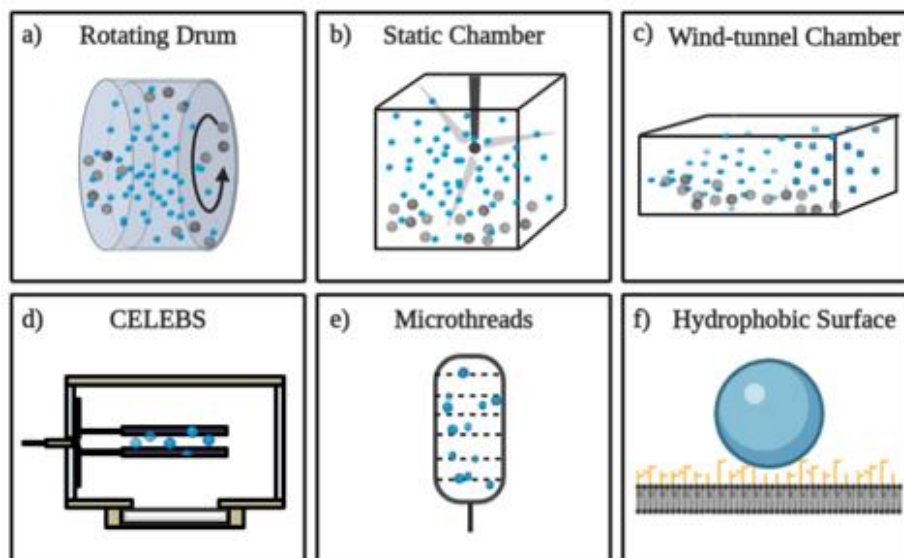 a) Rotating Drum
b) Static Chamber
c) Wind-tunnel Chamber
d) CELEBS
e) Microthreads
f) Hydrophobic Surface